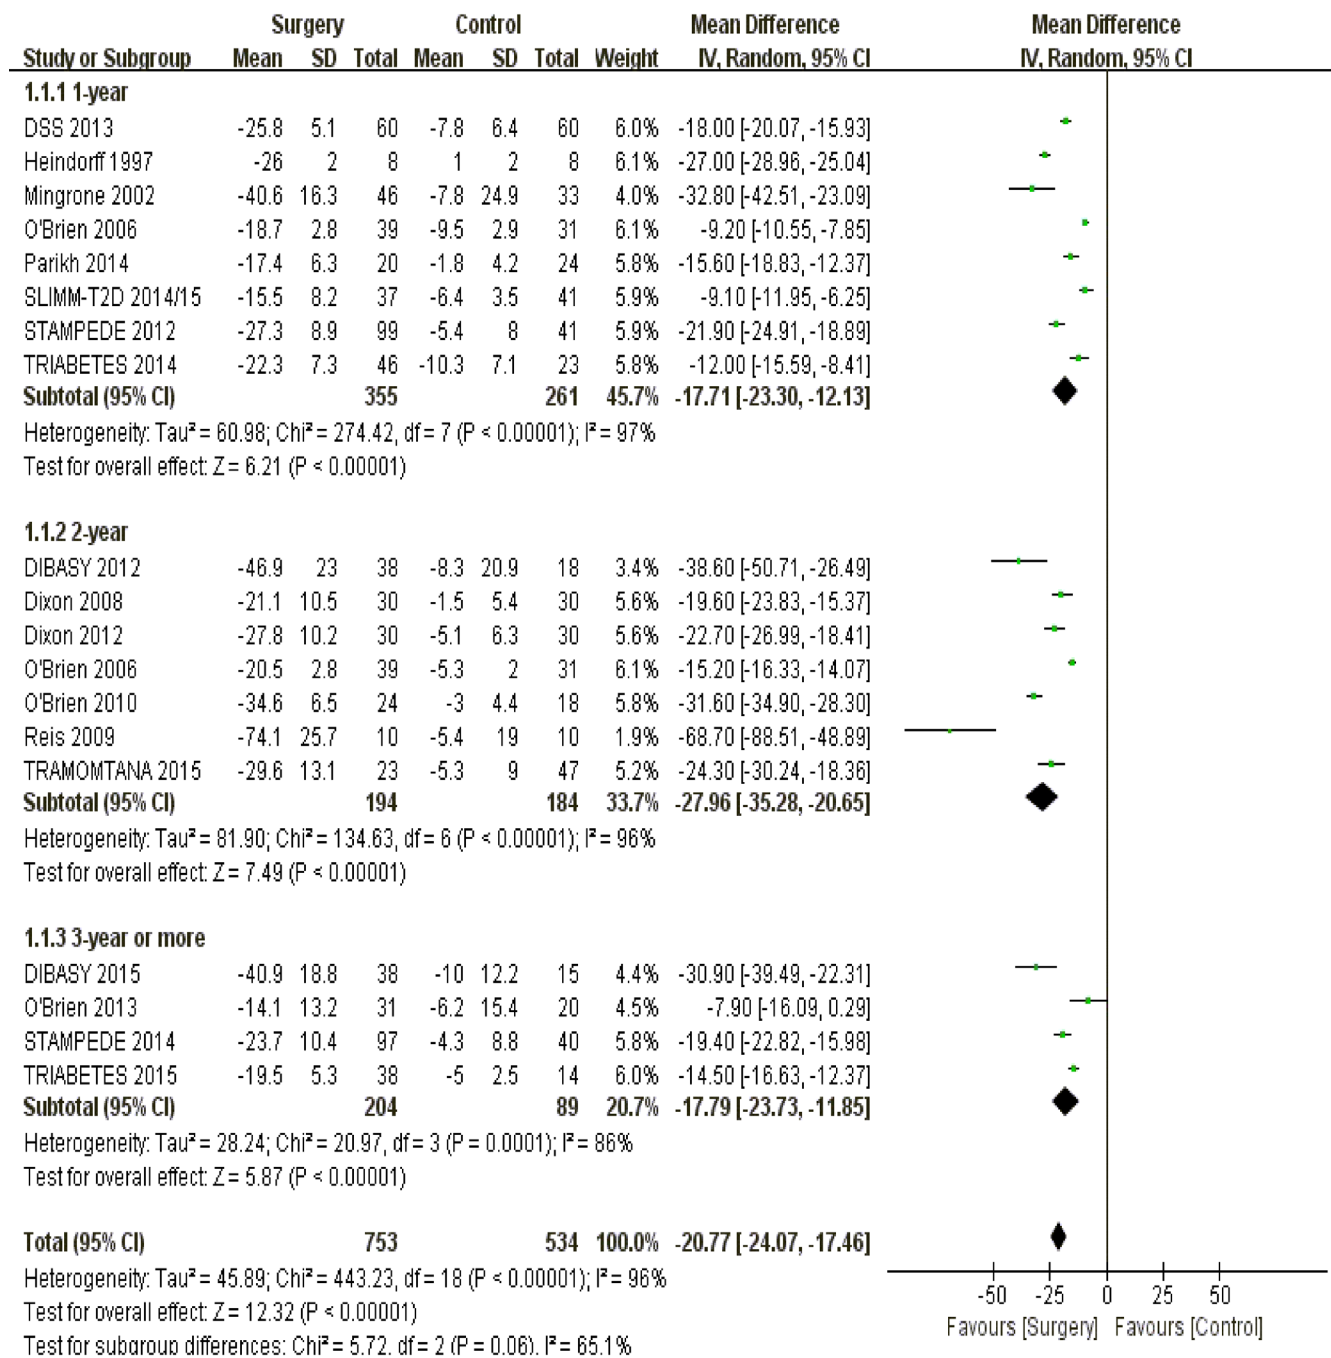 Surgery Control Mean Difference Mean Difference
Study or Subgroup Mean SD Total Mean SD Total Weight IV, Random, 95% CI IV, Random, 95% CI
1.1.1 1-year
DSS 2013 -25.8 5.1 60 -7.8 6.4 60 6.0% -18.00 [-20.07, -15.93]
Heindorff 1997 -26 2 8 1 2 8 6.1% -27.00 [-28.96, -25.04]
Mingrone 2002 -40.6 16.3 46 -7.8 24.9 33 4.0% -32.80 [-42.51, -23.09]
O'Brien 2006 -18.7 2.8 39 -9.5 2.9 31 6.1% -9.20 [-10.55, -7.85]
Parikh 2014 -17.4 6.3 20 -1.8 4.2 24 5.8% -15.60 [-18.83, -12.37]
SLIMM-T2D 2014/15 -15.5 8.2 37 -6.4 3.5 41 5.9% -9.10 [-11.95, -6.25]
STAMPEDE 2012 -27.3 8.9 99 -5.4 8 41 5.9% -21.90 [-24.91, -18.89]
TRIABETES 2014 -22.3 7.3 46 -10.3 7.1 23 5.8% -12.00 [-15.59, -8.41]
Subtotal (95% CI) 355 261 45.7% -17.71 [-23.30, -12.13]
Heterogeneity: Tau² = 60.98; Chi² = 274.42, df = 7 (P < 0.00001); I² = 97%
Test for overall effect: Z = 6.21 (P < 0.00001)
1.1.2 2-year
DIBASY 2012 -46.9 23 38 -8.3 20.9 18 3.4% -38.60 [-50.71, -26.49]
Dixon 2008 -21.1 10.5 30 -1.5 5.4 30 5.6% -19.60 [-23.83, -15.37]
Dixon 2012 -27.8 10.2 30 -5.1 6.3 30 5.6% -22.70 [-26.99, -18.41]
O'Brien 2006 -20.5 2.8 39 -5.3 2 31 6.1% -15.20 [-16.33, -14.07]
O'Brien 2010 -34.6 6.5 24 -3 4.4 18 5.8% -31.60 [-34.90, -28.30]
Reis 2009 -74.1 25.7 10 -5.4 19 10 1.9% -68.70 [-88.51, -48.89]
TRAMOMTANA 2015 -29.6 13.1 23 -5.3 9 47 5.2% -24.30 [-30.24, -18.36]
Subtotal (95% CI) 194 184 33.7% -27.96 [-35.28, -20.65]
Heterogeneity: Tau² = 81.90; Chi² = 134.63, df = 6 (P < 0.00001); I² = 96%
Test for overall effect: Z = 7.49 (P < 0.00001)
1.1.3 3-year or more
DIBASY 2015 -40.9 18.8 38 -10 12.2 15 4.4% -30.90 [-39.49, -22.31]
O'Brien 2013 -14.1 13.2 31 -6.2 15.4 20 4.5% -7.90 [-16.09, 0.29]
STAMPEDE 2014 -23.7 10.4 97 -4.3 8.8 40 5.8% -19.40 [-22.82, -15.98]
TRIABETES 2015 -19.5 5.3 38 -5 2.5 14 6.0% -14.50 [-16.63, -12.37]
Subtotal (95% CI) 204 89 20.7% -17.79 [-23.73, -11.85]
Heterogeneity: Tau² = 28.24; Chi² = 20.97, df = 3 (P = 0.0001); I² = 86%
Test for overall effect: Z = 5.87 (P < 0.00001)
Total (95% CI) 753 534 100.0% -20.77 [-24.07, -17.46]
Heterogeneity: Tau² = 45.89; Chi² = 443.23, df = 18 (P < 0.00001); I² = 96%
Test for overall effect: Z = 12.32 (P < 0.00001)
Test for subgroup differences: Chi² = 5.72, df = 2 (P = 0.06), I² = 65.1%
-50 -25 0 25 50
Favours [Surgery] Favours [Control]